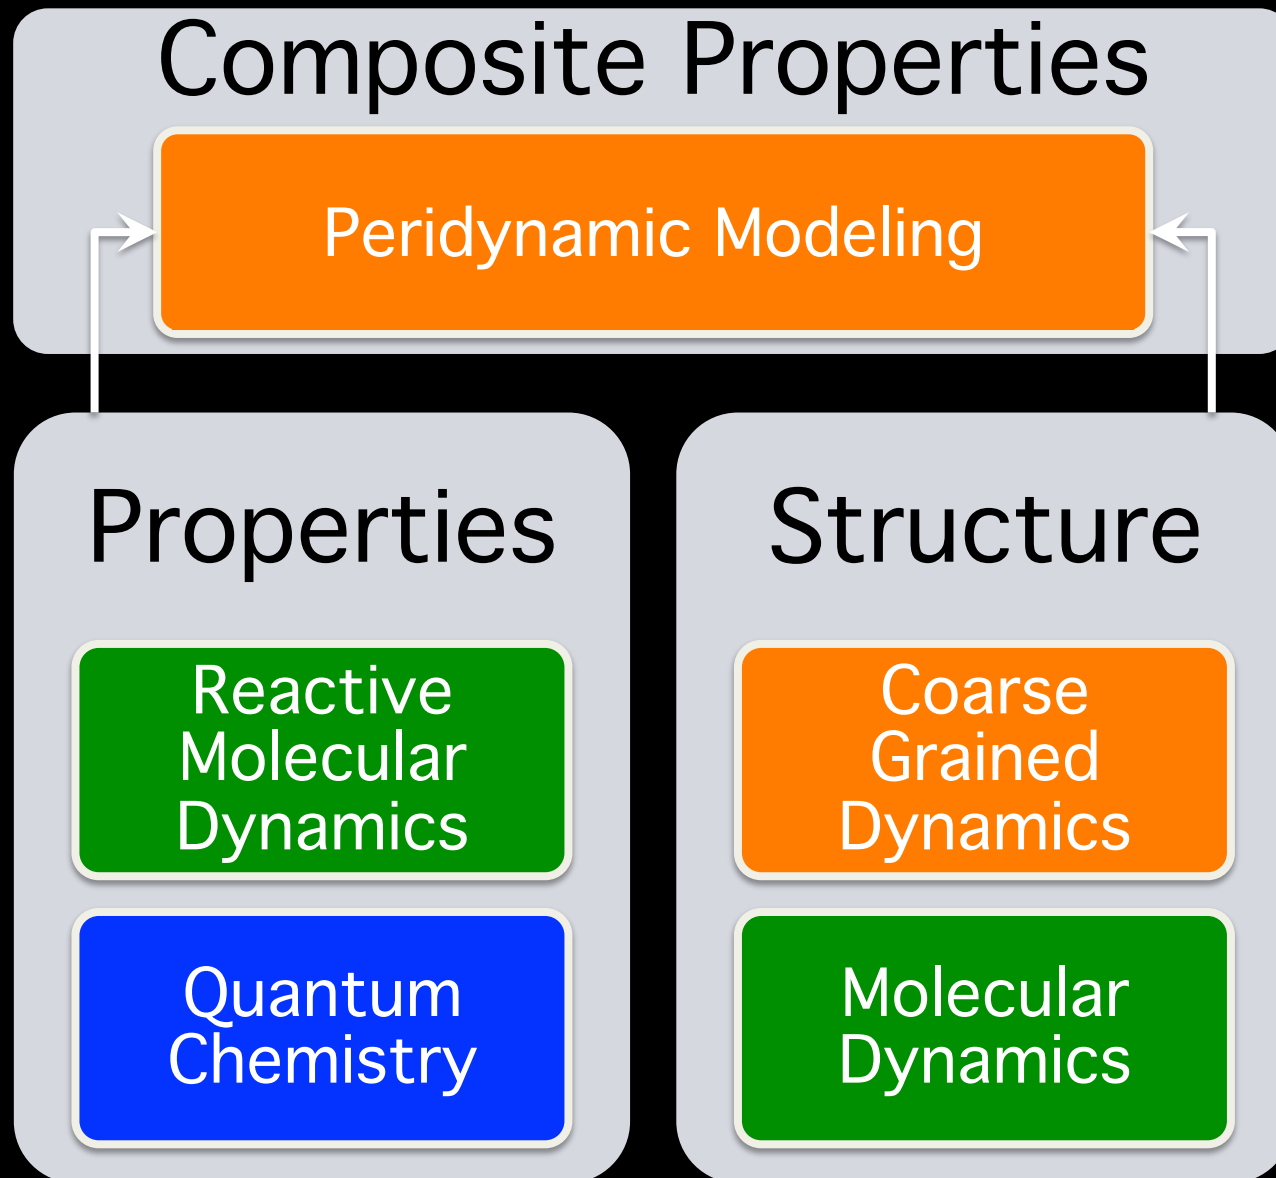 Composite Properties
Peridynamic Modeling
Properties
Reactive
Molecular
Dynamics
Quantum
Chemistry
Structure
Coarse
Grained
Dynamics
Molecular
Dynamics